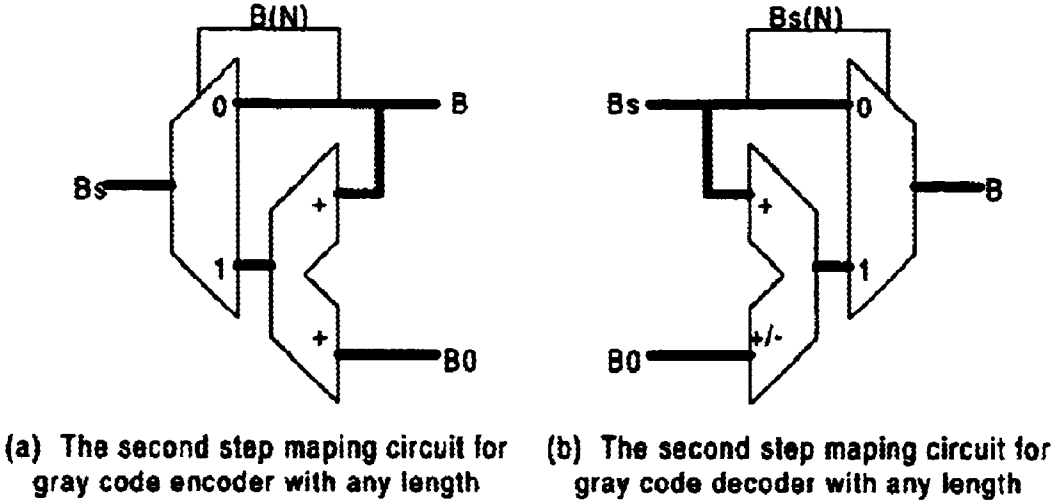 B(N)
0
B
Bs
+
1
+
B0
Bs(N)
Bs
0
+
B
1
+/-
B0
(a) The second step maping circuit for
gray code encoder with any length
(b) The second step maping circuit for
gray code decoder with any length